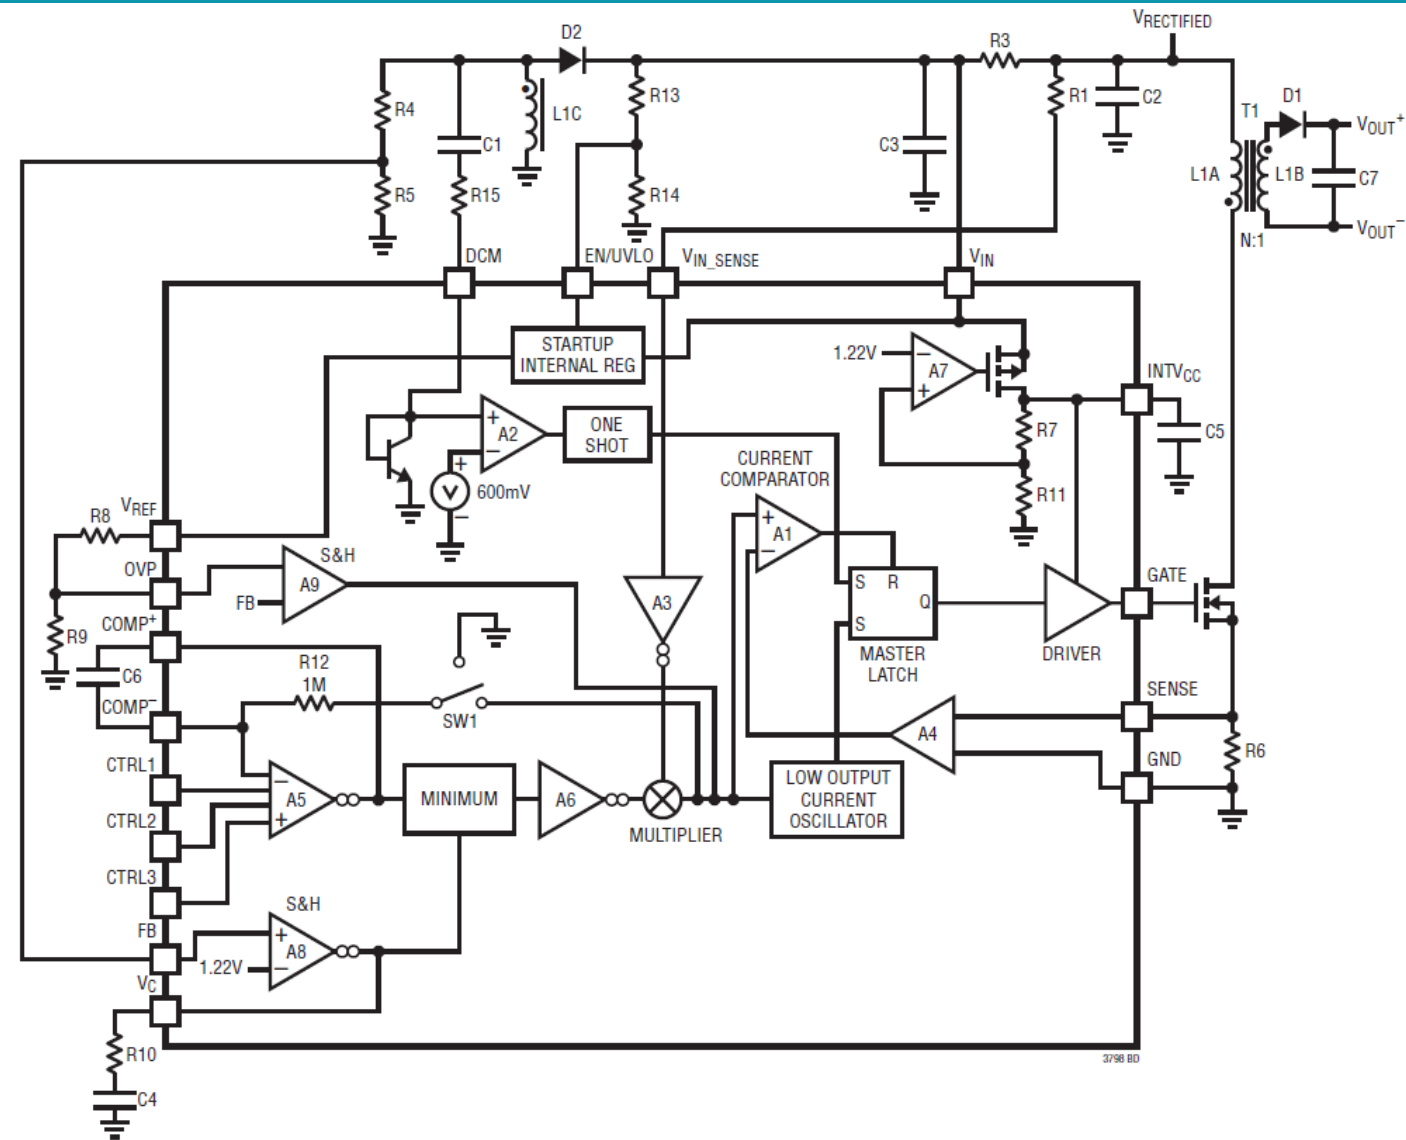 VRECTIFIED
D2
R3
R4
R13
L1C
R1
C2
T1
D1
VOUT+
C1
C3
L1A
L1B
C7
R5
R15
R14
VOUT−
N:1
DCM
EN/UVLO
VIN_SENSE
VIN
STARTUP
INTERNAL REG
1.22V
−
A7
+
INTVCC
+
A2
−
ONE
SHOT
R7
C5
+
600mV
−
CURRENT
COMPARATOR
R11
VREF
R8
+
A1
−
OVP
S&H
A9
FB
A3
S
R
Q
S
GATE
COMP+
R9
C6
R12
1M
MASTER
LATCH
DRIVER
COMP−
SW1
SENSE
A4
R6
GND
CTRL1
−
A5
+
MINIMUM
A6
MULTIPLIER
LOW OUTPUT
CURRENT
OSCILLATOR
CTRL2
CTRL3
S&H
FB
+
A8
1.22V
−
VC
R10
C4
3798 BD